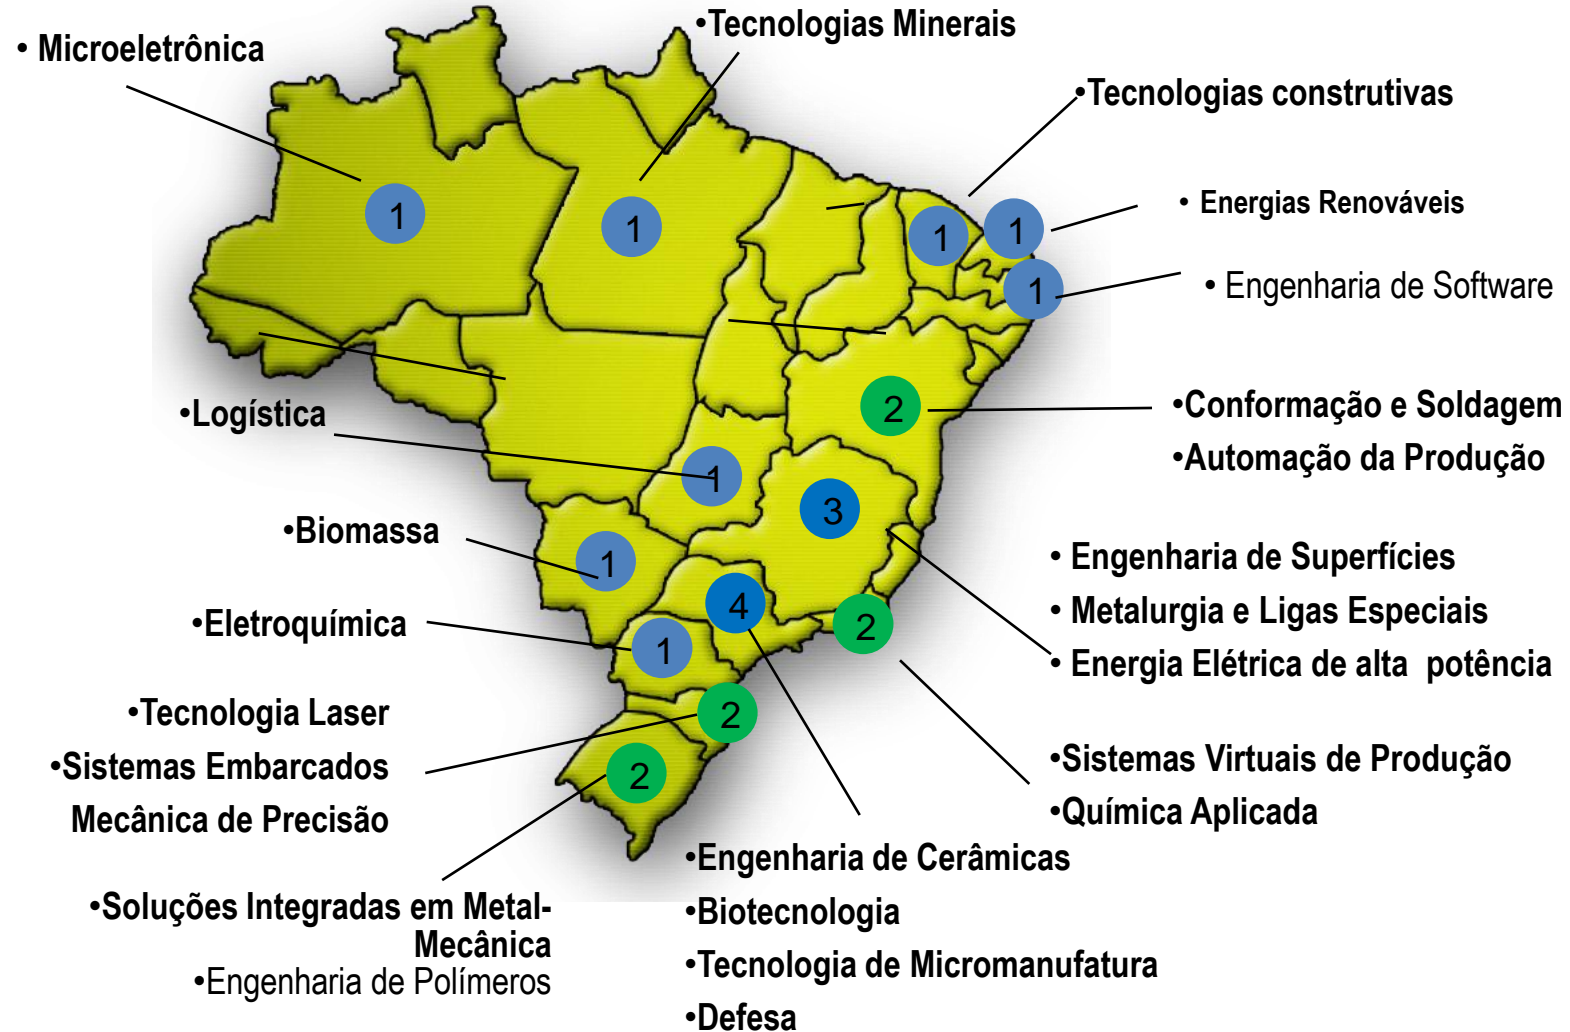 • Microeletrônica
•Tecnologias Minerais
•Tecnologias construtivas
• Energias Renováveis
• Engenharia de Software
1
1
1
1
1
•Logística
1
2
•Conformação e Soldagem
•Automação da Produção
•Biomassa
1
3
• Engenharia de Superfícies
• Metalurgia e Ligas Especiais
• Energia Elétrica de alta potência
•Eletroquímica
1
4
2
•Tecnologia Laser
•Sistemas Embarcados
Mecânica de Precisão
2
2
•Sistemas Virtuais de Produção
•Química Aplicada
•Soluções Integradas em Metal-
Mecânica
•Engenharia de Polímeros
•Engenharia de Cerâmicas
•Biotecnologia
•Tecnologia de Micromanufatura
•Defesa